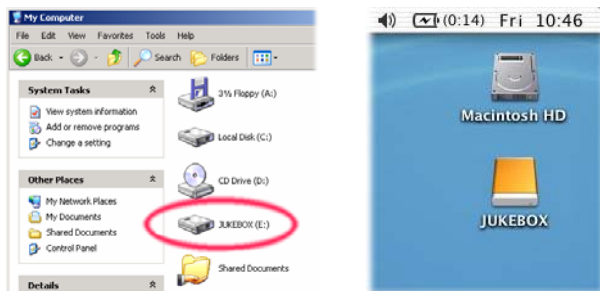 My Computer
File Edit View Favorites Tools Help
Back Search Folders
System Tasks
View system information
Add or remove programs
Change a setting
Other Places
My Network Places
My Documents
Shared Documents
Control Panel
Details
3½ Floppy (A:)
Local Disk (C:)
CD Drive (D:)
JUKEBOX (E:)
Shared Documents
(0:14) Fri 10:46
Macintosh HD
JUKEBOX